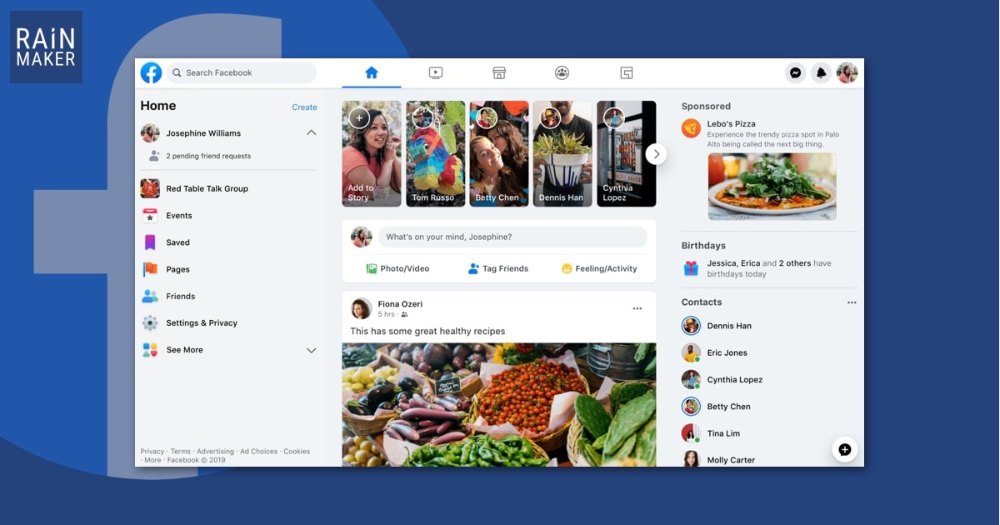 RAiN
MAKER
Search Facebook
Home
Create
Josephine Williams
2 pending friend requests
Red Table Talk Group
Events
Saved
Pages
Friends
Settings & Privacy
See More
Privacy · Terms · Advertising · Ad Choices · Cookies
· More · Facebook © 2019
Add to
Story
Tom Russo
Betty Chen
Dennis Han
Cynthia
Lopez
What's on your mind, Josephine?
Photo/Video
Tag Friends
Feeling/Activity
Fiona Ozeri
5 hrs ·
This has some great healthy recipes
Sponsored
Lebo's Pizza
Experience the trendy pizza spot in Palo
Alto being called the next big thing.
Birthdays
Jessica, Erica and 2 others have
birthdays today
Contacts
Dennis Han
Eric Jones
Cynthia Lopez
Betty Chen
Tina Lim
Molly Carter